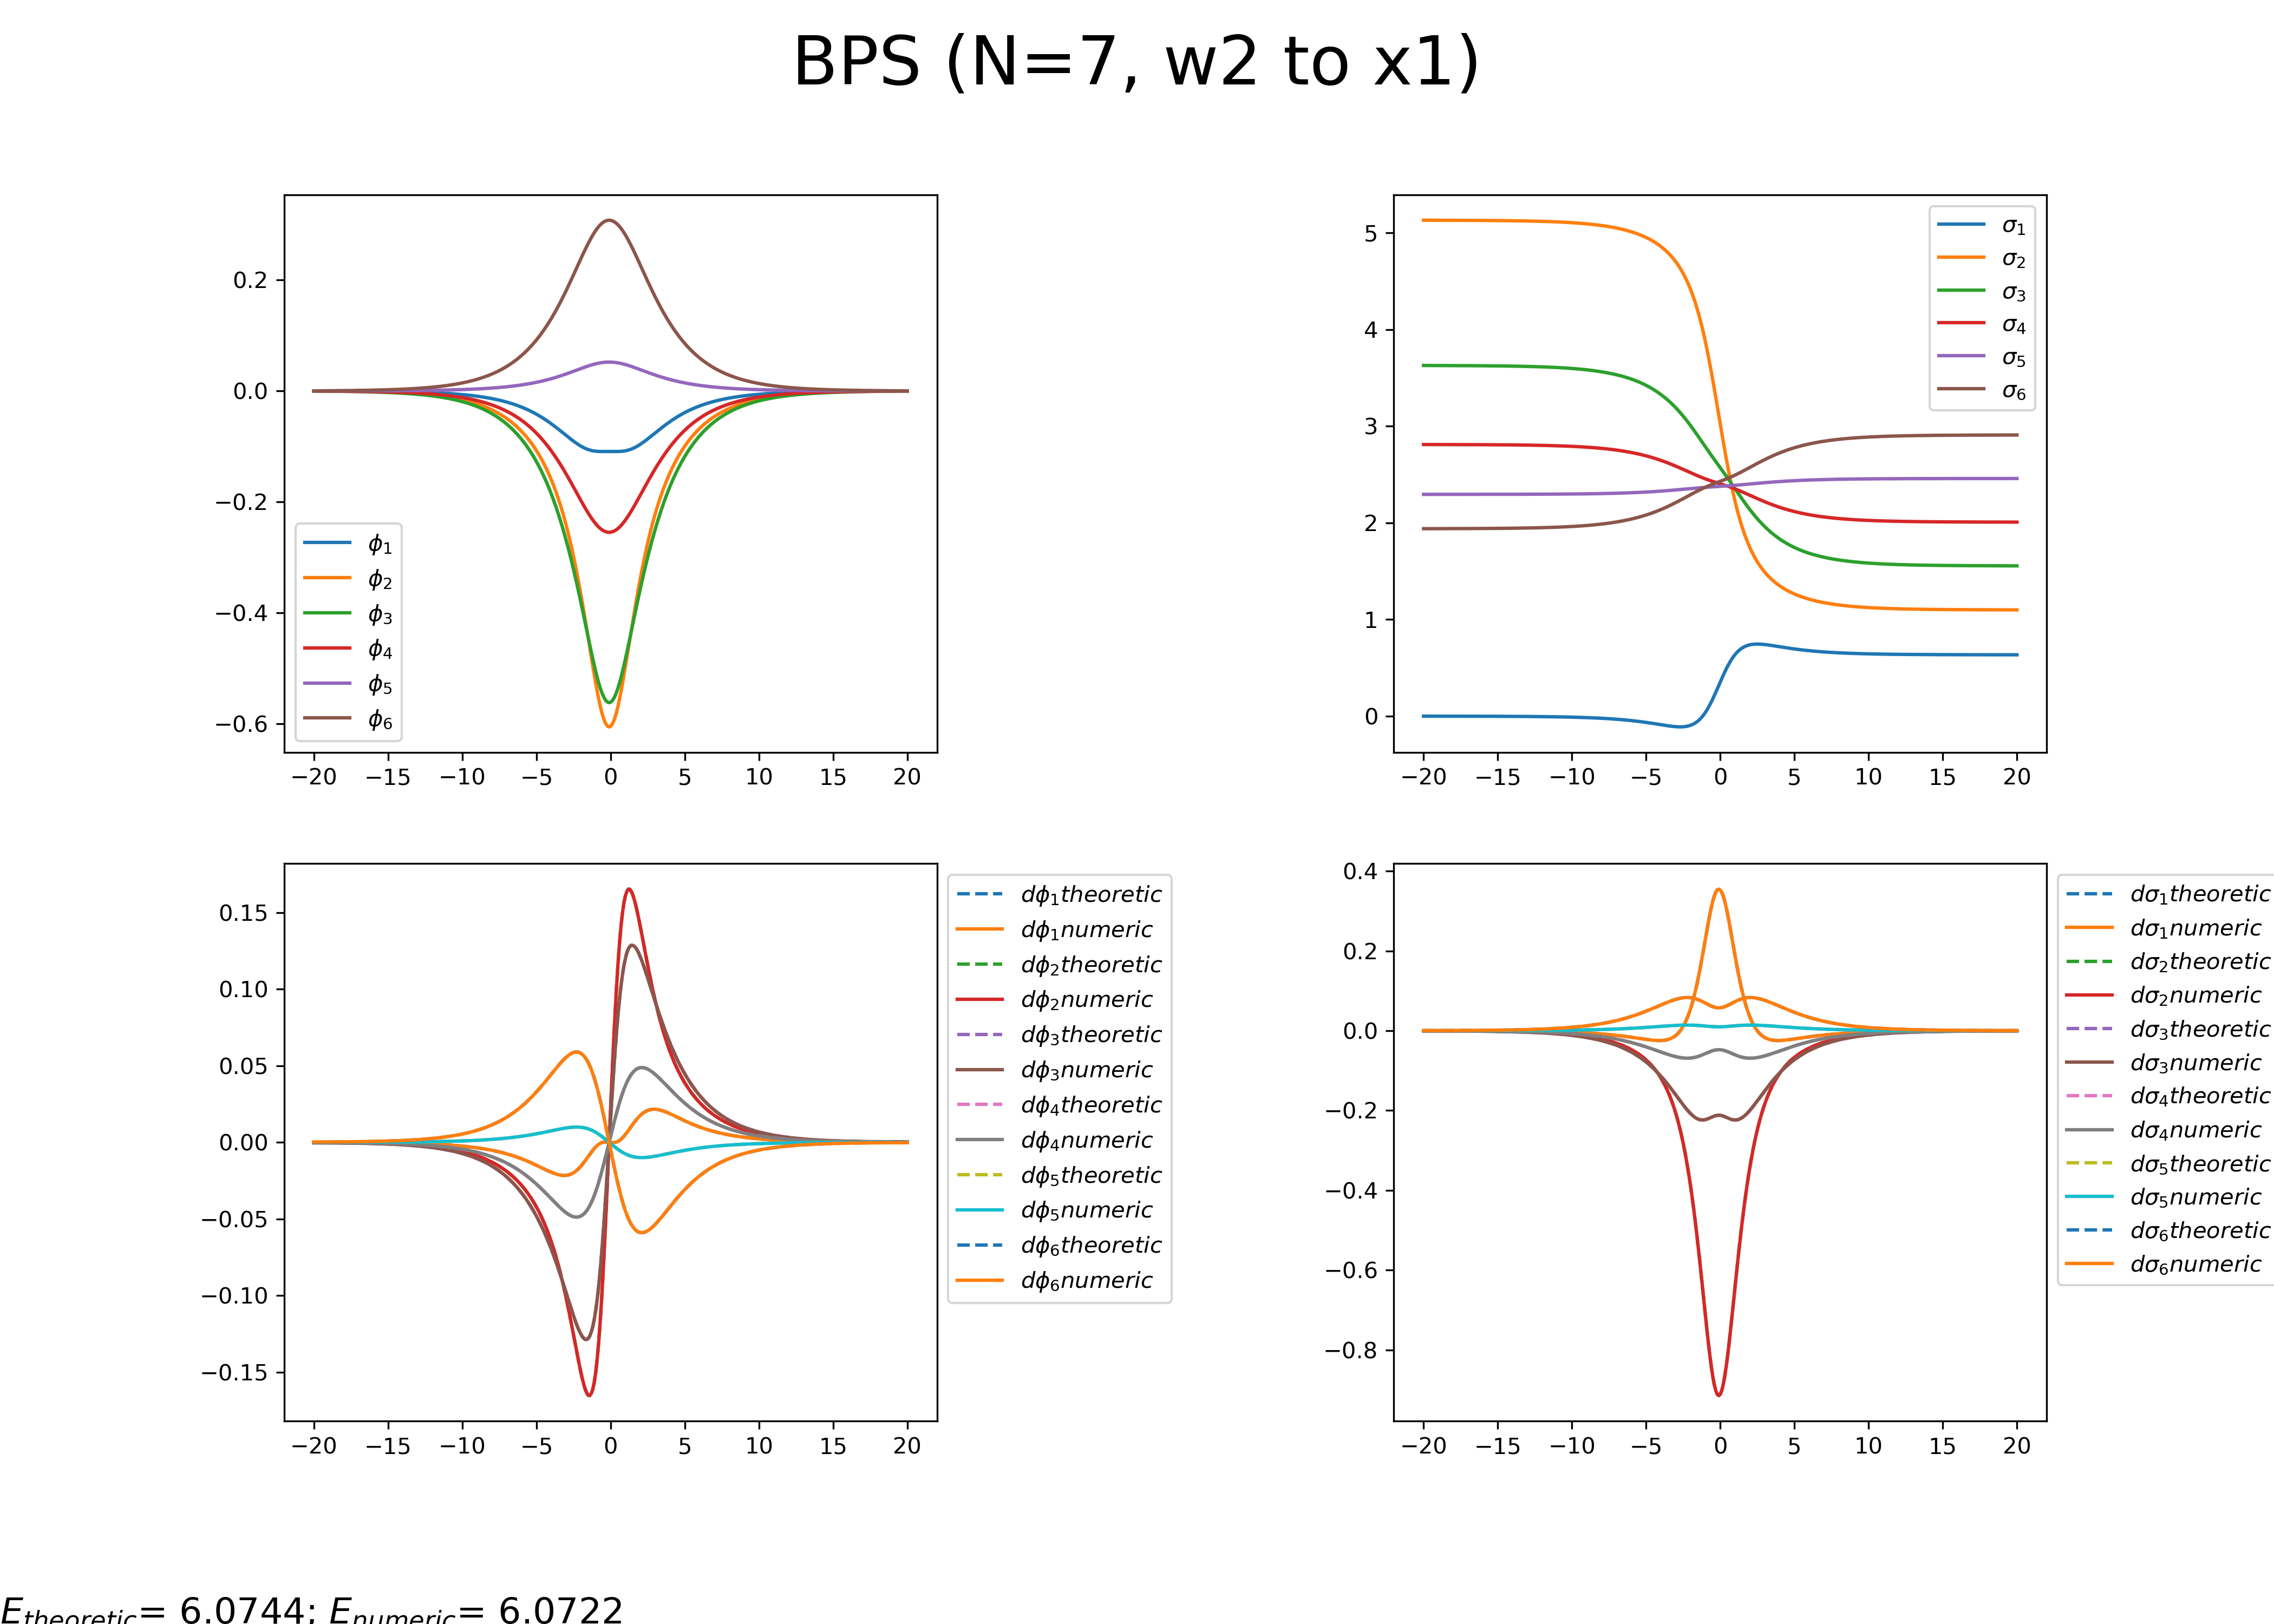 BPS (N=7, w2 to x1)
0.2
0.0
−0.2
−0.4
−0.6
ϕ1
ϕ2
ϕ3
ϕ4
ϕ5
ϕ6
−20 −15 −10 −5 0 5 10 15 20
5
4
3
2
1
0
σ1
σ2
σ3
σ4
σ5
σ6
−20 −15 −10 −5 0 5 10 15 20
0.15
0.10
0.05
0.00
−0.05
−0.10
−0.15
dϕ1theoretic
dϕ1numeric
dϕ2theoretic
dϕ2numeric
dϕ3theoretic
dϕ3numeric
dϕ4theoretic
dϕ4numeric
dϕ5theoretic
dϕ5numeric
dϕ6theoretic
dϕ6numeric
−20 −15 −10 −5 0 5 10 15 20
0.4
0.2
0.0
−0.2
−0.4
−0.6
−0.8
dσ1theoretic
dσ1numeric
dσ2theoretic
dσ2numeric
dσ3theoretic
dσ3numeric
dσ4theoretic
dσ4numeric
dσ5theoretic
dσ5numeric
dσ6theoretic
dσ6numeric
−20 −15 −10 −5 0 5 10 15 20
Etheoretic= 6.0744; Enumeric= 6.0722